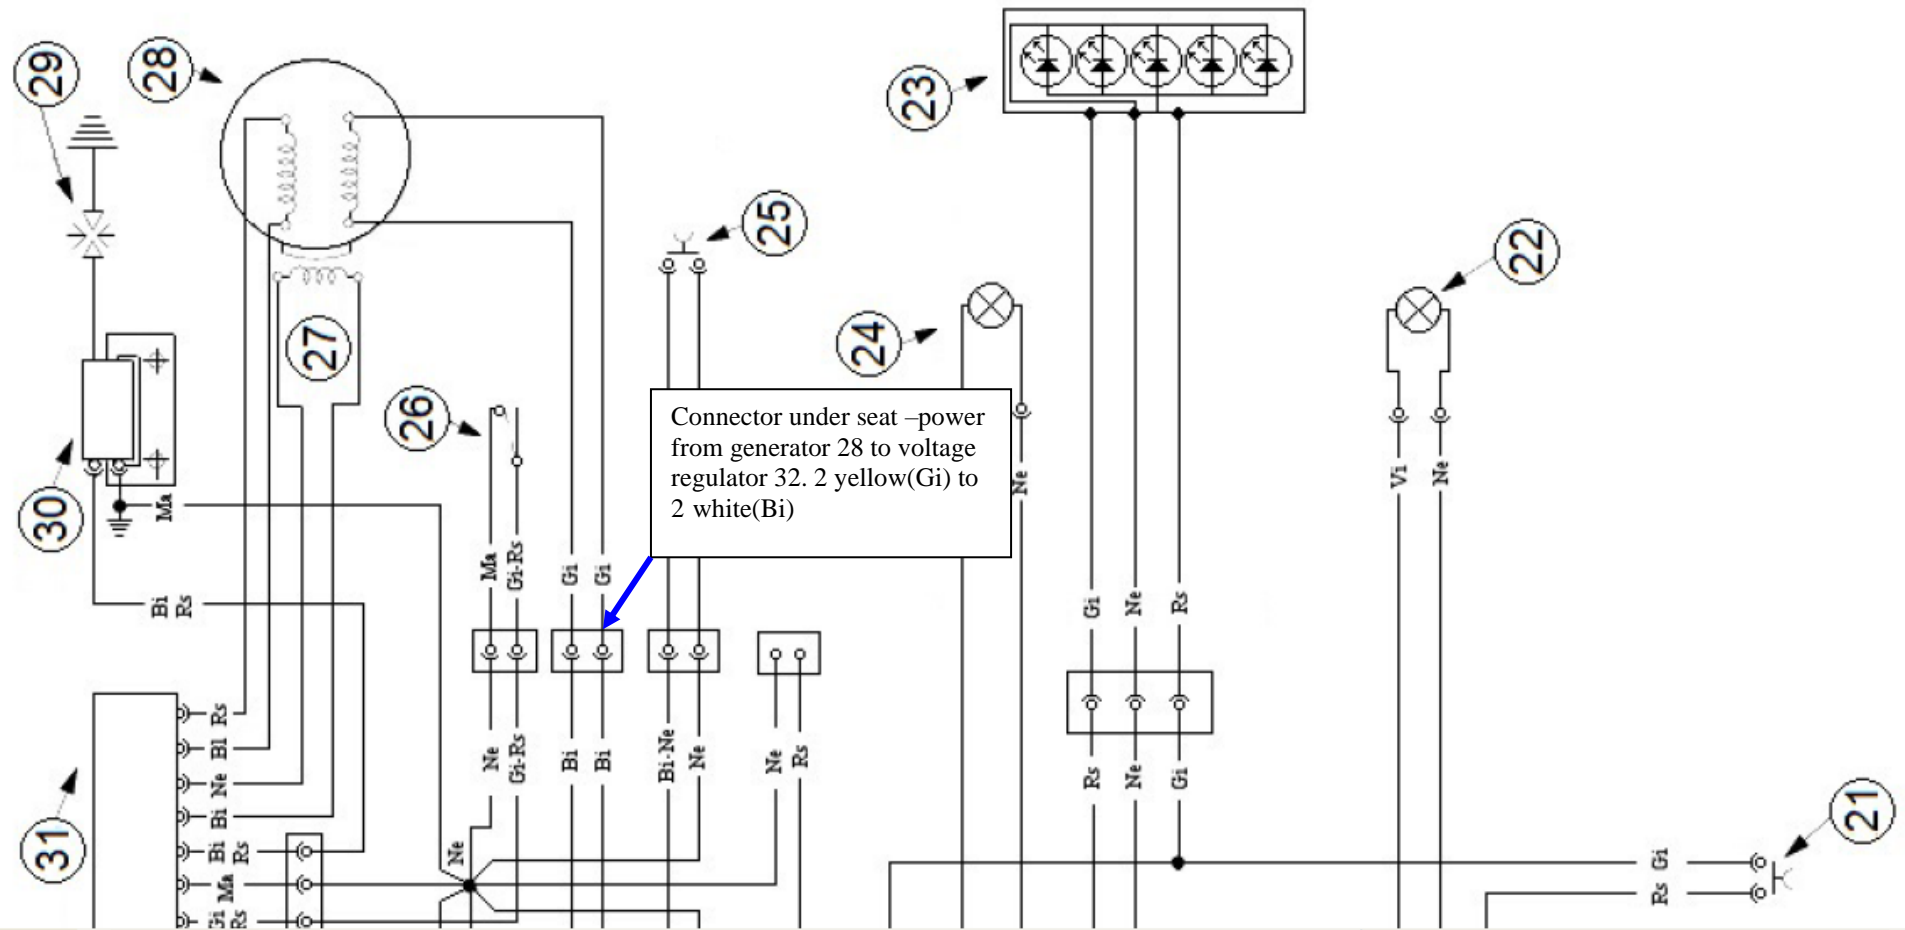 29
28
23
25
22
24
27
26
Connector under seat –power
from generator 28 to voltage
regulator 32. 2 yellow(Gi) to
2 white(Bi)
Ne
Vi
Ne
30
Ma
Ma
Gi-Rs
Gi
Gi
Bi
Rs
Gi
Ne
Rs
Rs
Bl
Ne
Bi
Ne
Gi-Rs
Bi
Bi
Bi-Ne
Ne
Ne
Rs
Rs
Ne
Gi
31
21
Bi
Rs
Ne
Ma
Gi
Rs
Gi
Rs